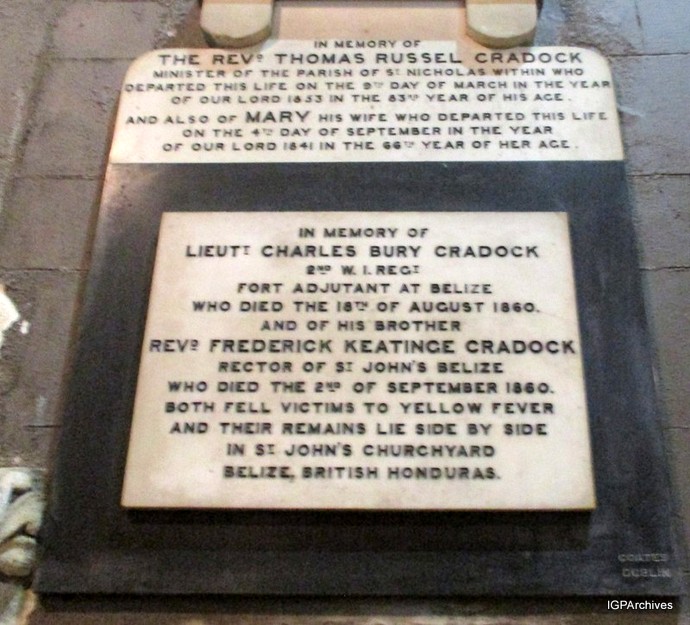 IN MEMORY OF
THE REVD THOMAS RUSSEL CRADOCK
MINISTER OF THE PARISH OF ST NICHOLAS WITHIN WHO
DEPARTED THIS LIFE ON THE 9TH DAY OF MARCH IN THE YEAR
OF OUR LORD 1853 IN THE 83RD YEAR OF HIS AGE.
AND ALSO OF MARY HIS WIFE WHO DEPARTED THIS LIFE
ON THE 4TH DAY OF SEPTEMBER IN THE YEAR
OF OUR LORD 1841 IN THE 66TH YEAR OF HER AGE.
IN MEMORY OF
LIEUTT CHARLES BURY CRADOCK
2ND W. I. REGT
FORT ADJUTANT AT BELIZE
WHO DIED THE 18TH OF AUGUST 1860.
AND OF HIS BROTHER
REVD FREDERICK KEATINGE CRADOCK
RECTOR OF ST JOHN'S BELIZE
WHO DIED THE 2ND OF SEPTEMBER 1860.
BOTH FELL VICTIMS TO YELLOW FEVER
AND THEIR REMAINS LIE SIDE BY SIDE
IN ST JOHN'S CHURCHYARD
BELIZE, BRITISH HONDURAS.
COATES
DUBLIN
IGPArchives